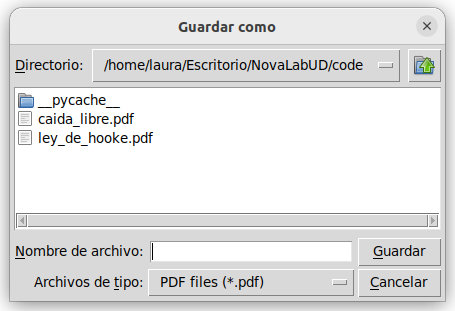 Guardar como
Directorio: /home/laura/Escritorio/NovaLabUD/code
__pycache__
caida_libre.pdf
ley_de_hooke.pdf
Nombre de archivo: Guardar
Archivos de tipo: PDF files (*.pdf) Cancelar